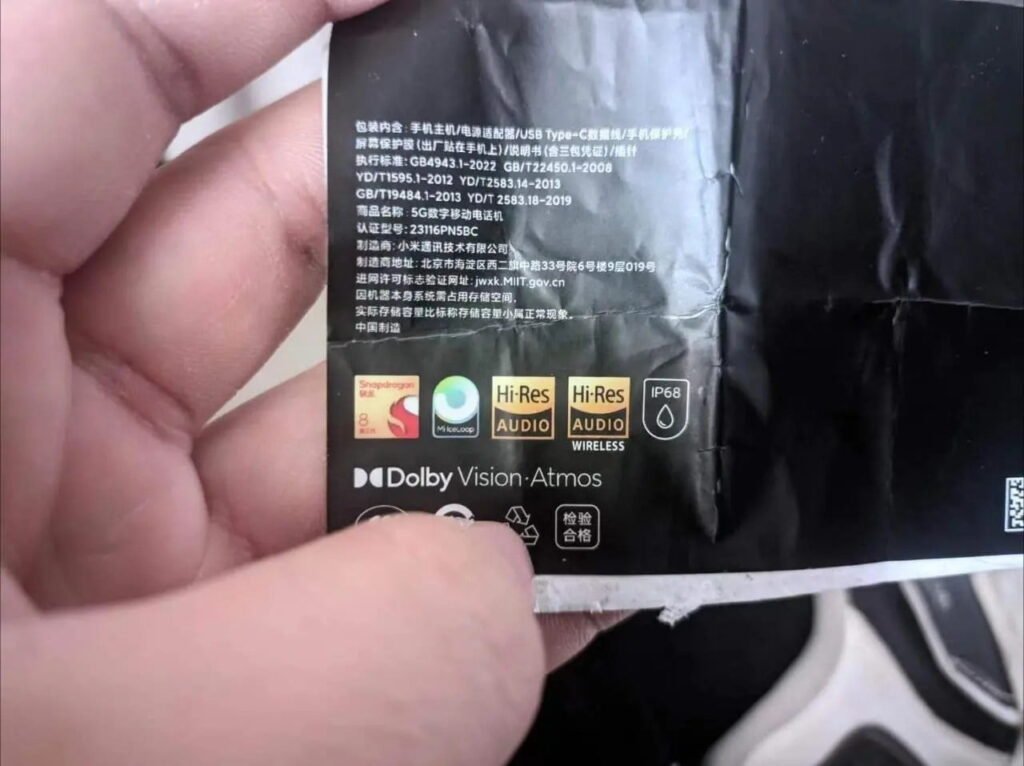 包装内含：手机主机/电源适配器/USB Type-C数据线/手机保护壳/
屏幕保护膜（出厂贴在手机上）/说明书（含三包凭证）/插针
执行标准：GB4943.1-2022 GB/T22450.1-2008
YD/T1595.1-2012 YD/T2583.14-2013
GB/T19484.1-2013 YD/T 2583.18-2019
商品名称：5G数字移动电话机
认证型号：23116PN5BC
制造商：小米通讯技术有限公司
制造商地址：北京市海淀区西二旗中路33号院6号楼9层019号
进网许可标志验证网址：jwxk.MIIT.gov.cn
因机器本身系统需占用存储空间，
实际存储容量比标称存储容量小属正常现象。
中国制造
Snapdragon
骁龙
8
第三代
Mi IceLoop
Hi-Res
AUDIO
Hi-Res
AUDIO
WIRELESS
IP68
Dolby Vision·Atmos
检验
合格